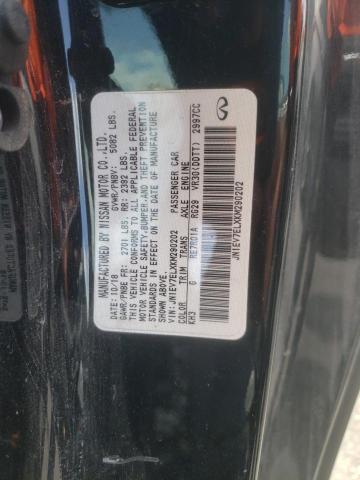 MANUFACTURED BY NISSAN MOTOR CO.,LTD.
DATE: 10/18 GVWR/PNBV: 5082 LBS.
GAWR/PNBE FR: 2701 LBS. RR: 2392 LBS.
THIS VEHICLE CONFORMS TO ALL APPLICABLE FEDERAL
MOTOR VEHICLE SAFETY, BUMPER, AND THEFT PREVENTION
STANDARDS IN EFFECT ON THE DATE OF MANUFACTURE
SHOWN ABOVE.
VIN: JN1EV7ELXKM290202 PASSENGER CAR
COLOR TRIM TRANS AXLE ENGINE
KH3 G RE7R01A RG29 VR30(DDTT) 2997CC
JN1EV7ELXKM290202